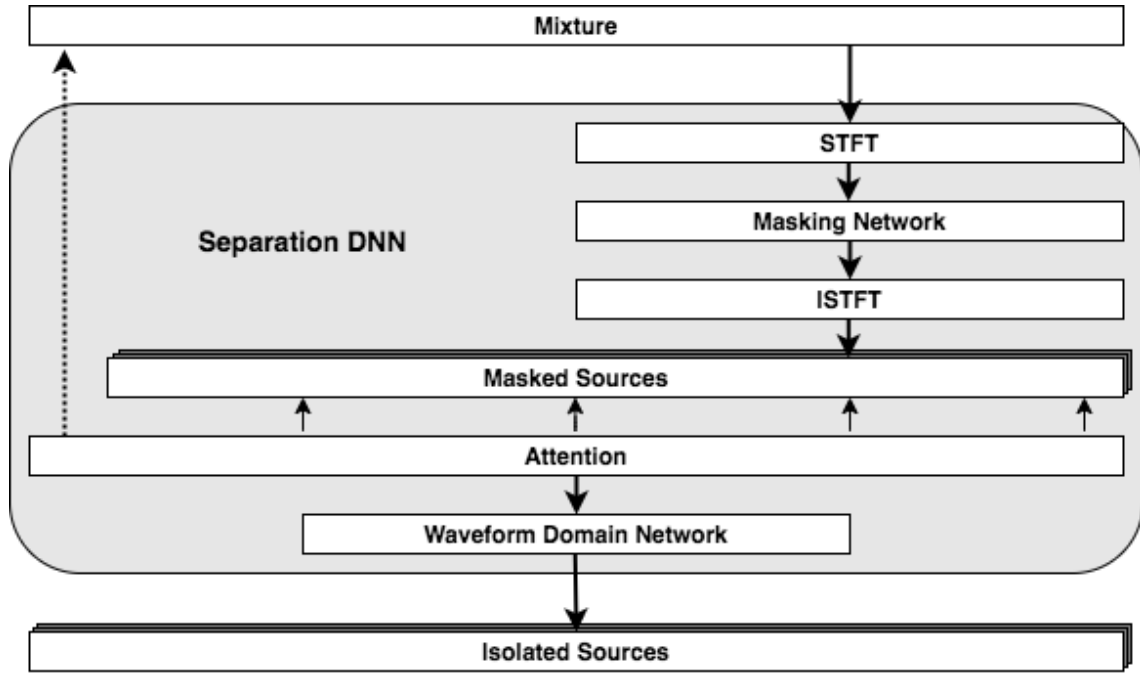 Mixture
STFT
Masking Network
Separation DNN
ISTFT
Masked Sources
Attention
Waveform Domain Network
Isolated Sources